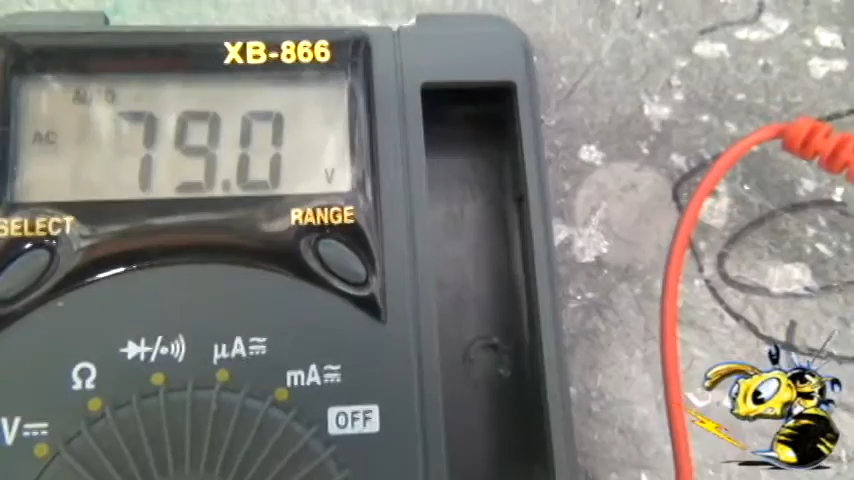 XB-866
AUTO
AC
79.0
V
SELECT
RANGE
μA
Ω
mA
V
OFF